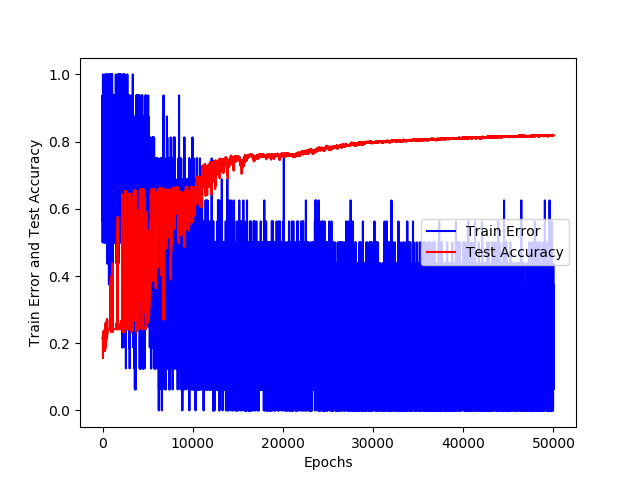 1.0
0.8
0.6
0.4
0.2
0.0
Train Error and Test Accuracy
Train Error
Test Accuracy
0 10000 20000 30000 40000 50000
Epochs